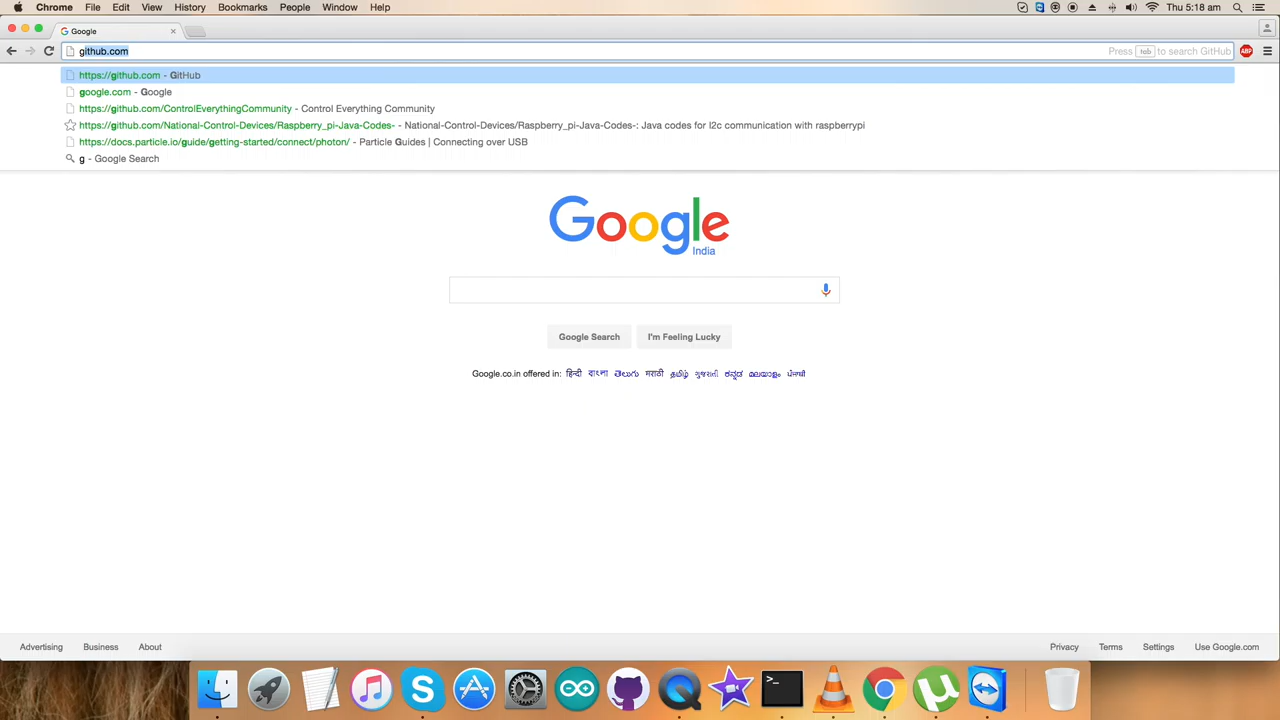 Chrome File Edit View History Bookmarks People Window Help Thu 5:18 am
Google
github.com Press tab to search GitHub ABP
https://github.com - GitHub
google.com - Google
https://github.com/ControlEverythingCommunity - Control Everything Community
https://github.com/National-Control-Devices/Raspberry_pi-Java-Codes- - National-Control-Devices/Raspberry_pi-Java-Codes-: Java codes for I2c communication with raspberrypi
https://docs.particle.io/guide/getting-started/connect/photon/ - Particle Guides | Connecting over USB
g - Google Search
Google
India
Google Search I'm Feeling Lucky
Google.co.in offered in: हिन्दी বাংলা తెలుగు मराठी தமிழ் ગુજરાતી ಕನ್ನಡ മലയാളം ਪੰਜਾਬੀ
Advertising Business About Privacy Terms Settings Use Google.com